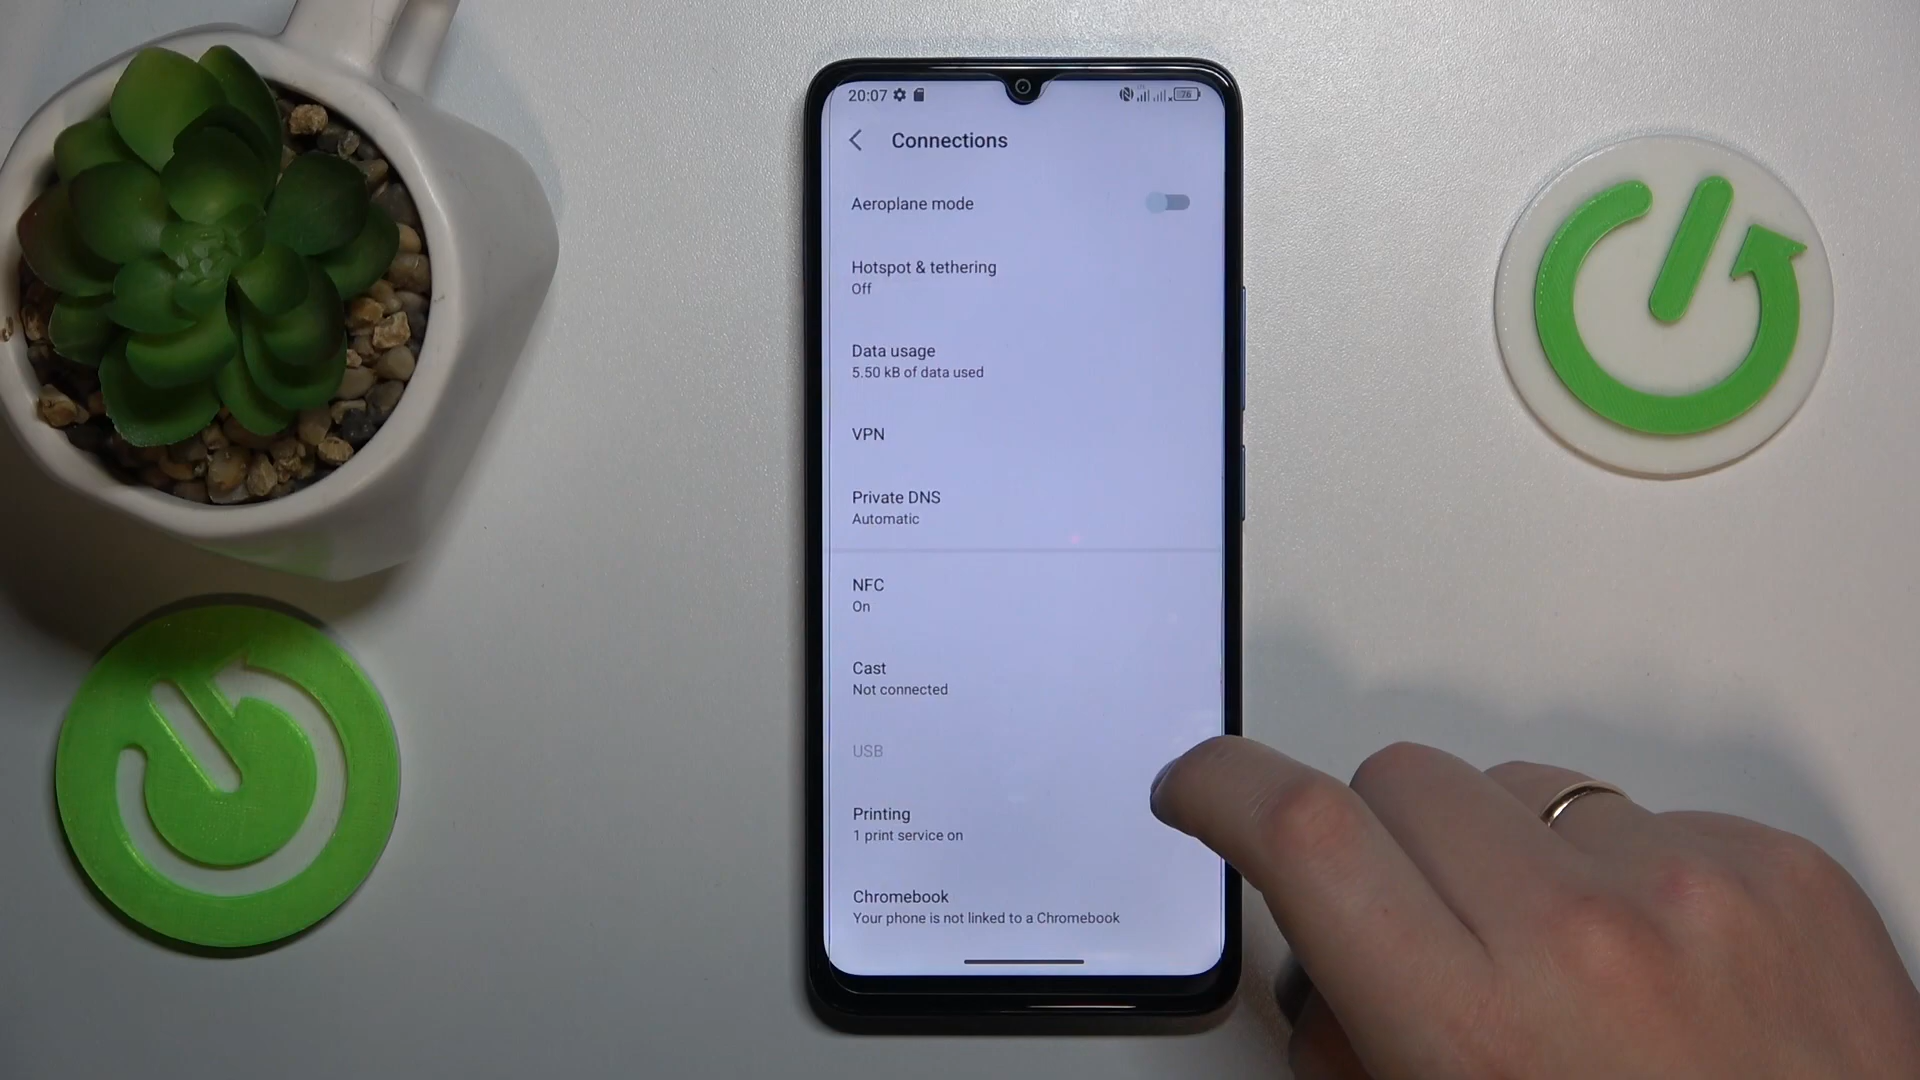 20:07 76
Connections
Aeroplane mode
Hotspot & tethering
Off
Data usage
5.50 kB of data used
VPN
Private DNS
Automatic
NFC
On
Cast
Not connected
USB
Printing
1 print service on
Chromebook
Your phone is not linked to a Chromebook